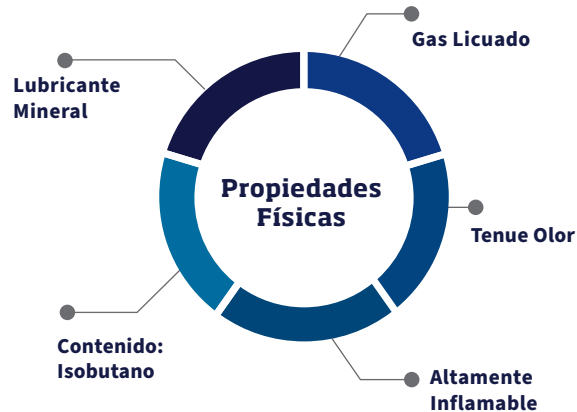 Propiedades
Físicas
Gas Licuado
Tenue Olor
Altamente
Inflamable
Contenido:
Isobutano
Lubricante
Mineral